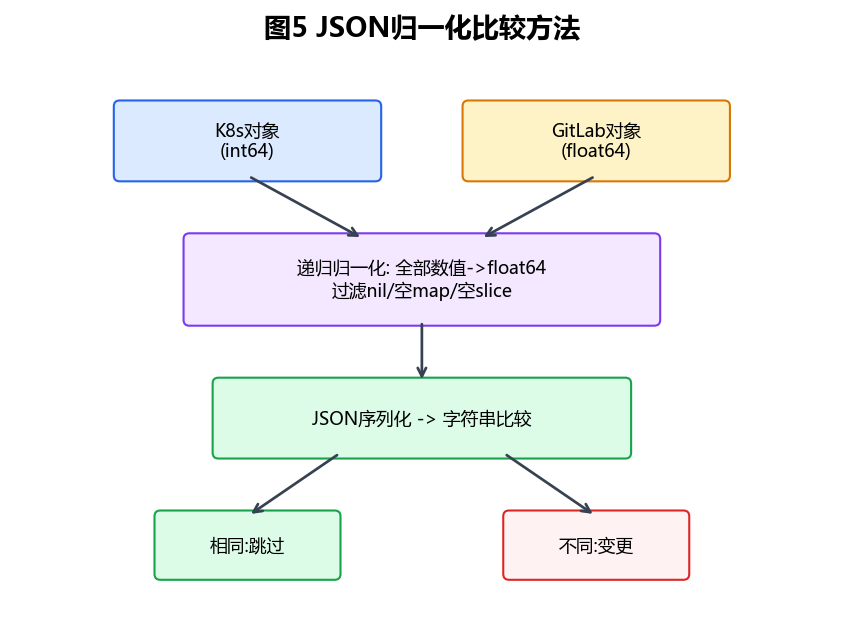 图5 JSON归一化比较方法
K8s对象
(int64)
GitLab对象
(float64)
递归归一化: 全部数值->float64
过滤nil/空map/空slice
JSON序列化 -> 字符串比较
相同:跳过
不同:变更